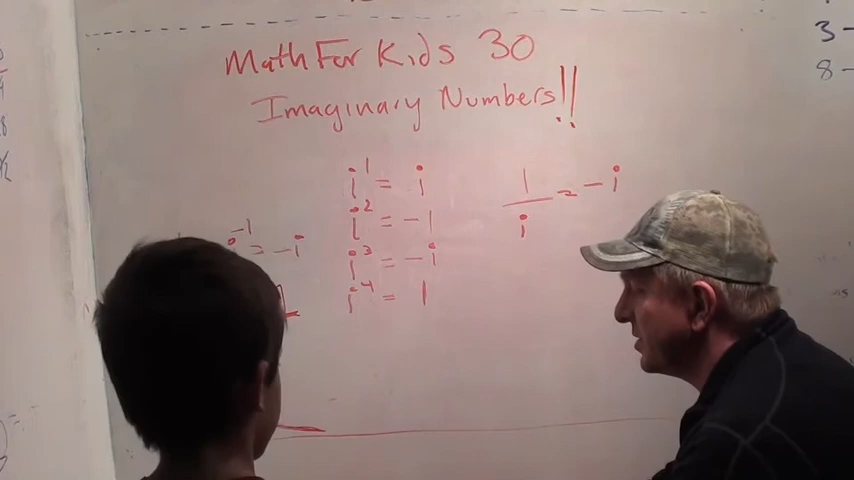 Math For Kids 30
Imaginary Numbers!!
i¹ = i
i² = -1
i³ = -i
i⁴ = 1
1/i = -i
i⁻¹ = -i
3 -
8 -